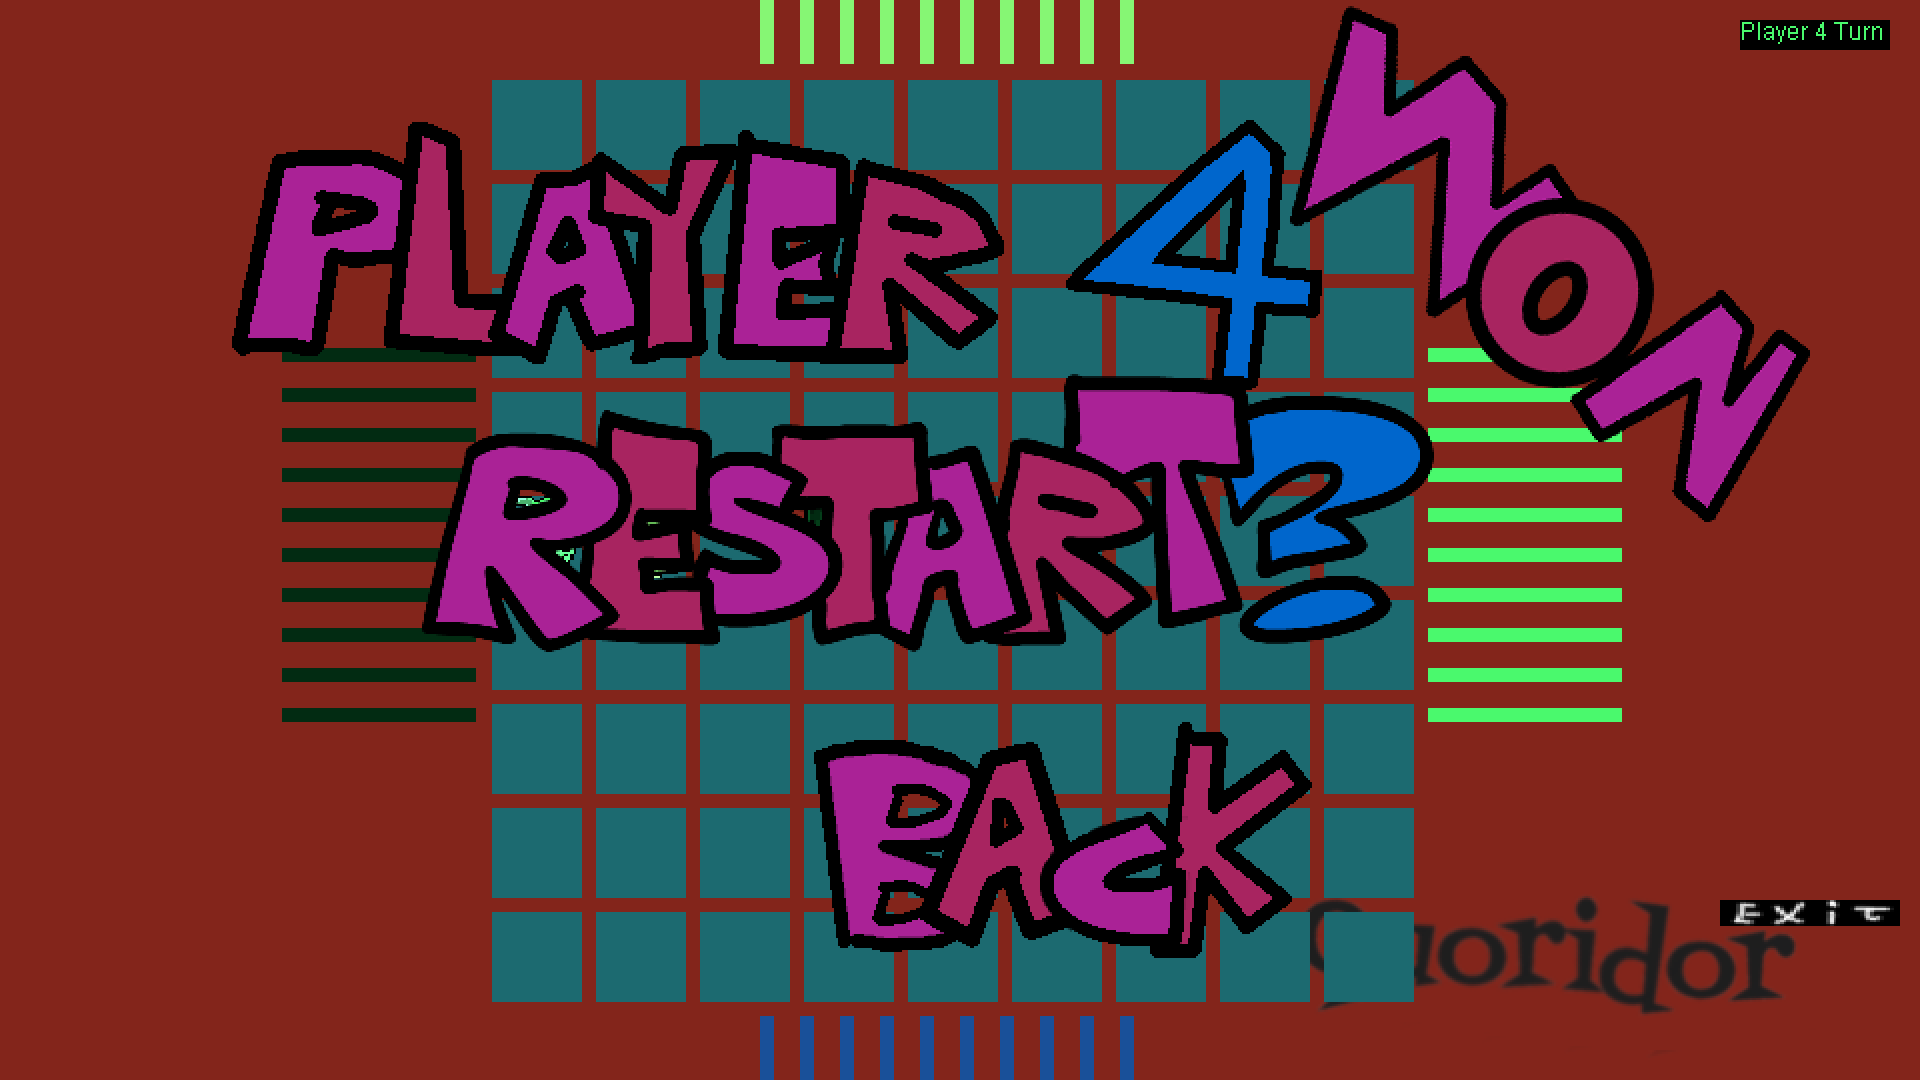 Player 4 Turn
PLAYER 4 WON
RESTART?
BACK
EXiT
Quoridor